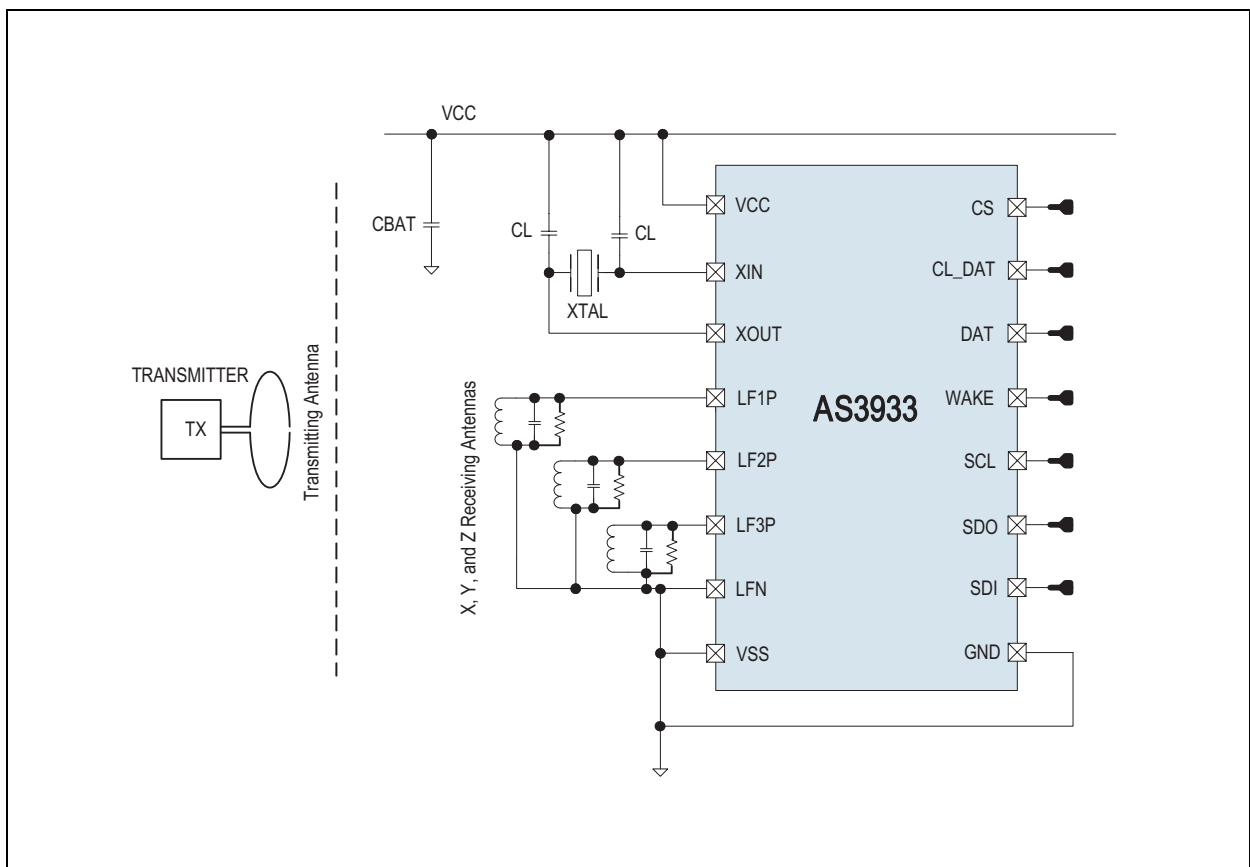 VCC
CBAT
CL
CL
XTAL
TRANSMITTER
TX
Transmitting Antenna
X, Y, and Z Receiving Antennas
AS3933
VCC
XIN
XOUT
LF1P
LF2P
LF3P
LFN
VSS
CS
CL_DAT
DAT
WAKE
SCL
SDO
SDI
GND